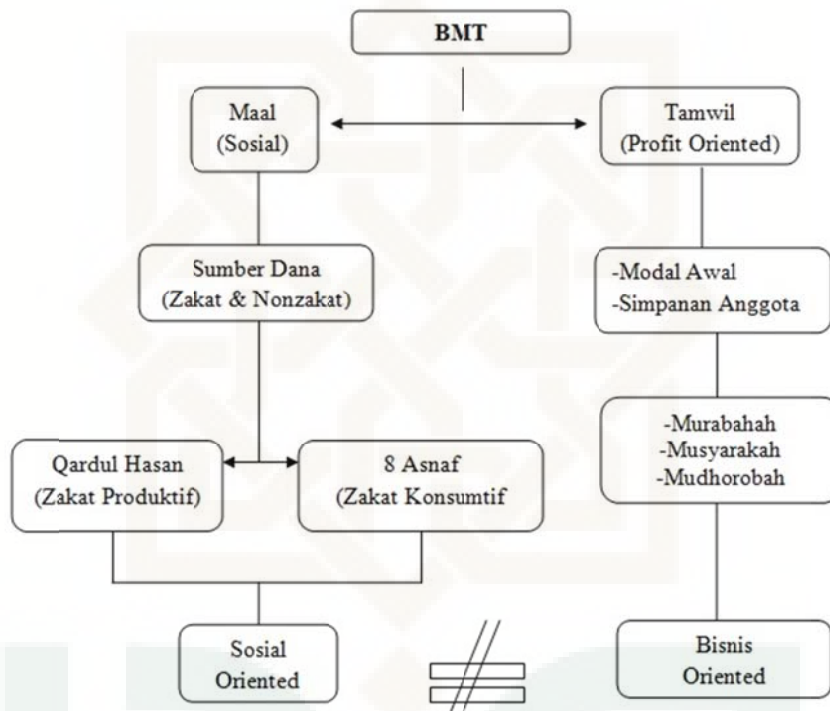 BMT
Maal
(Sosial)
Tamwil
(Profit Oriented)
Sumber Dana
(Zakat & Nonzakat)
-Modal Awal
-Simpanan Anggota
Qardul Hasan
(Zakat Produktif)
8 Asnaf
(Zakat Konsumtif
-Murabahah
-Musyarakah
-Mudhorobah
Sosial
Oriented
Bisnis
Oriented